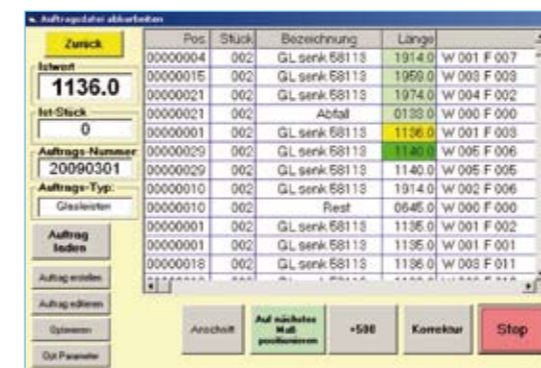 Auftragsdatei abkarbeiten
Zurück
Istwert
1136.0
Ist-Stück
0
Auftrags-Nummer
20090301
Auftrags-Typ:
Glasleisten
Auftrag
laden
Auftrag erstellen
Auftrag editieren
Optimieren
Opt Parameter
Pos. Stück Bezeichnung Länge
00000004 002 GL senk.58113 1914.0 W 001 F 007
00000015 002 GL senk.58113 1959.0 W 003 F 003
00000021 002 GL senk.58113 1974.0 W 004 F 002
00000021 002 Abfall 0133.0 W 000 F 000
00000001 002 GL senk.58113 1136.0 W 001 F 003
00000029 002 GL senk.58113 1140.0 W 005 F 006
00000029 002 GL senk.58113 1140.0 W 005 F 005
00000010 002 GL senk.58113 1914.0 W 002 F 006
00000010 002 Rest 0645.0 W 000 F 000
00000001 002 GL senk.58113 1135.0 W 001 F 002
00000001 002 GL senk.58113 1135.0 W 001 F 001
00000018 002 GL senk.58113 1136.0 W 003 F 011
Anschnitt
Auf nächstes
Maß
positionieren
+500
Korrektur
Stop